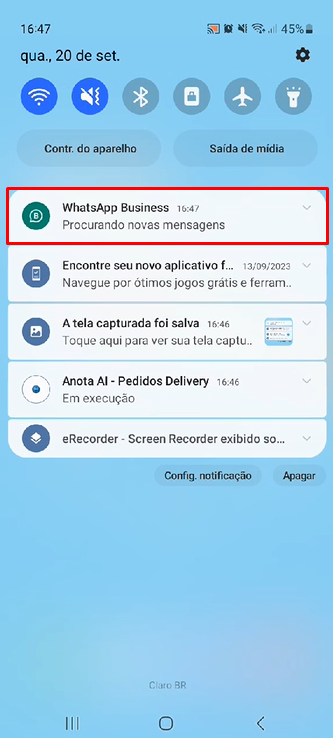 16:47
45%
qua., 20 de set.
Contr. do aparelho
Saída de mídia
WhatsApp Business 16:47
Procurando novas mensagens
Encontre seu novo aplicativo f... 13/09/2023
Navegue por ótimos jogos grátis e ferram..
A tela capturada foi salva 16:46
Toque aqui para ver sua tela captu..
Anota AI - Pedidos Delivery 16:46
Em execução
eRecorder - Screen Recorder exibido so...
Config. notificação
Apagar
Claro BR